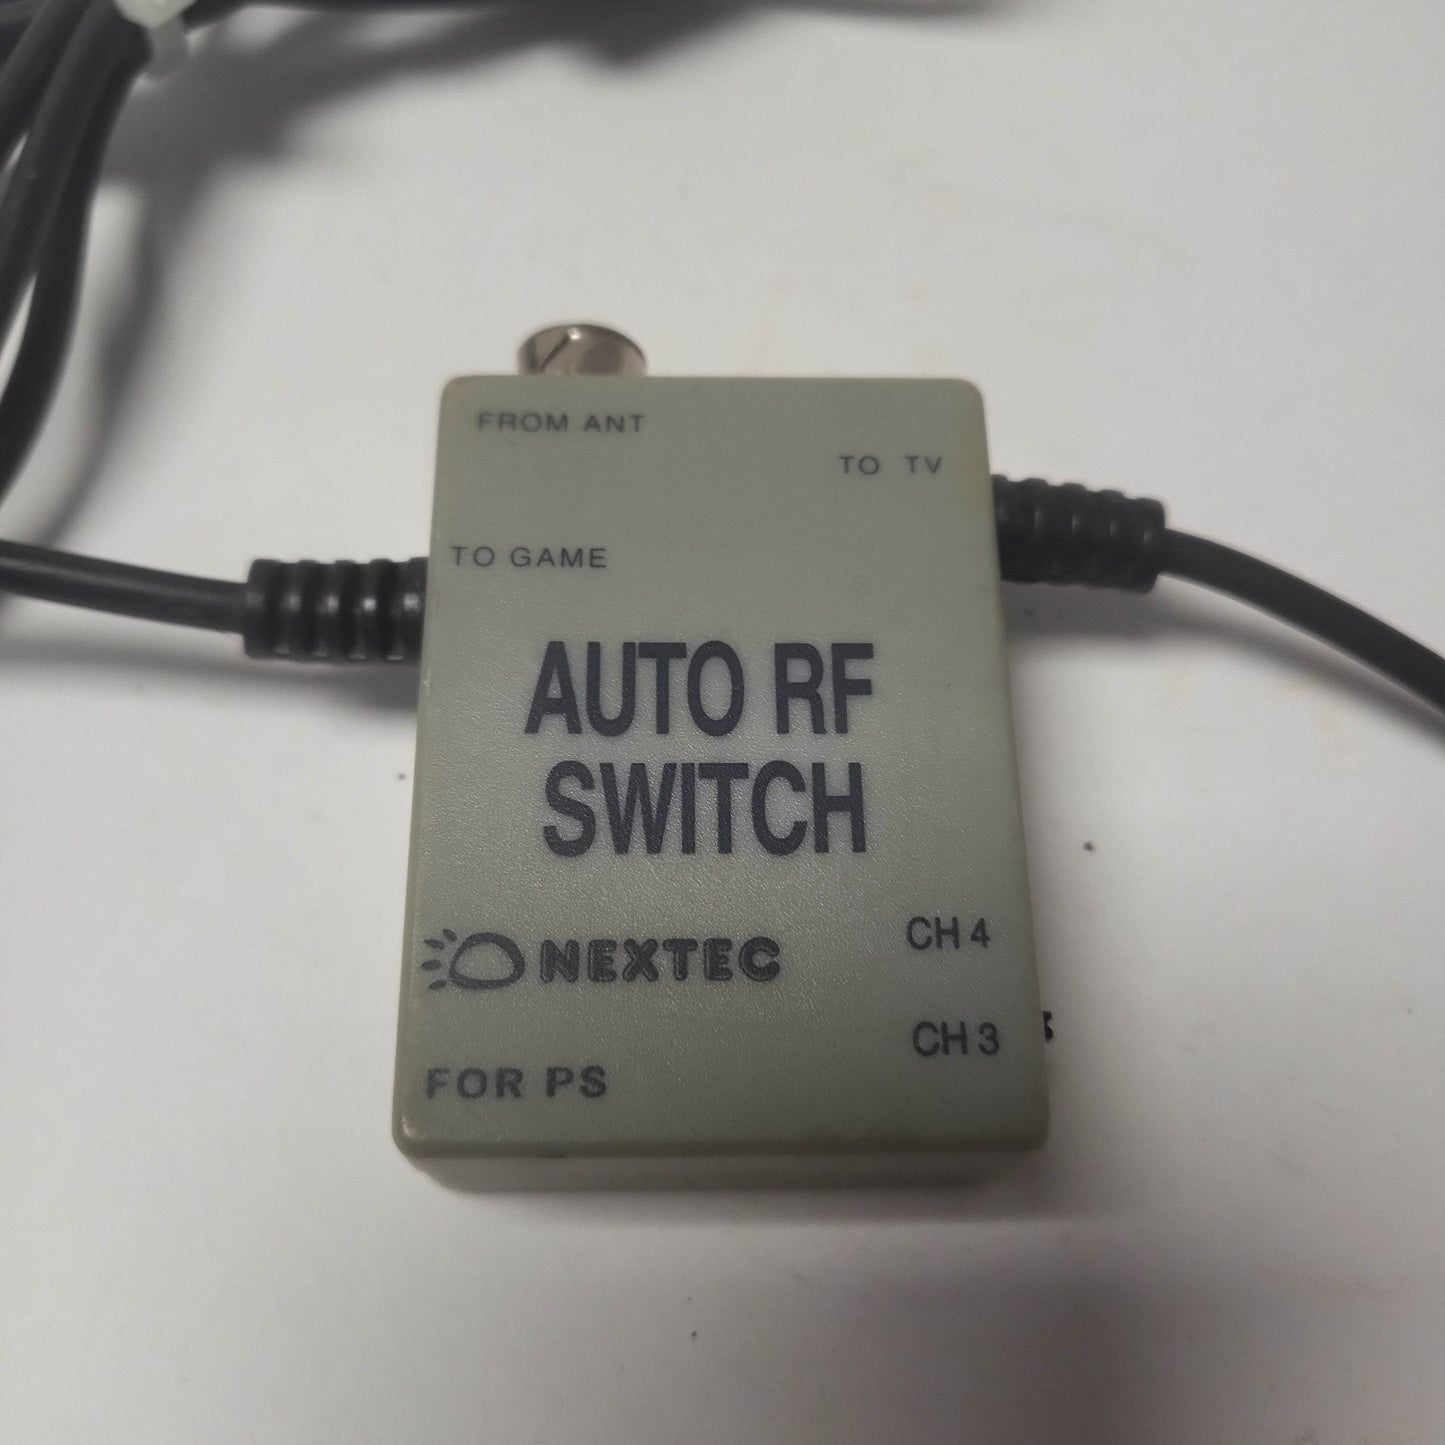 FROM ANT
TO TV
TO GAME
AUTO RF
SWITCH
NEXTEC
CH 4
CH 3
FOR PS